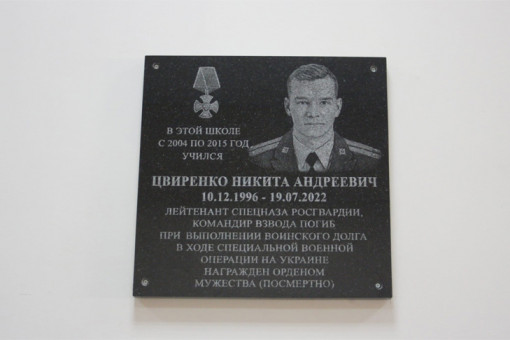 В ЭТОЙ ШКОЛЕ
С 2004 ПО 2015 ГОД
УЧИЛСЯ
ЦВИРЕНКО НИКИТА АНДРЕЕВИЧ
10.12.1996 - 19.07.2022
ЛЕЙТЕНАНТ СПЕЦНАЗА РОСГВАРДИИ,
КОМАНДИР ВЗВОДА ПОГИБ
ПРИ ВЫПОЛНЕНИИ ВОИНСКОГО ДОЛГА
В ХОДЕ СПЕЦИАЛЬНОЙ ВОЕННОЙ
ОПЕРАЦИИ НА УКРАИНЕ
НАГРАЖДЕН ОРДЕНОМ
МУЖЕСТВА (ПОСМЕРТНО)